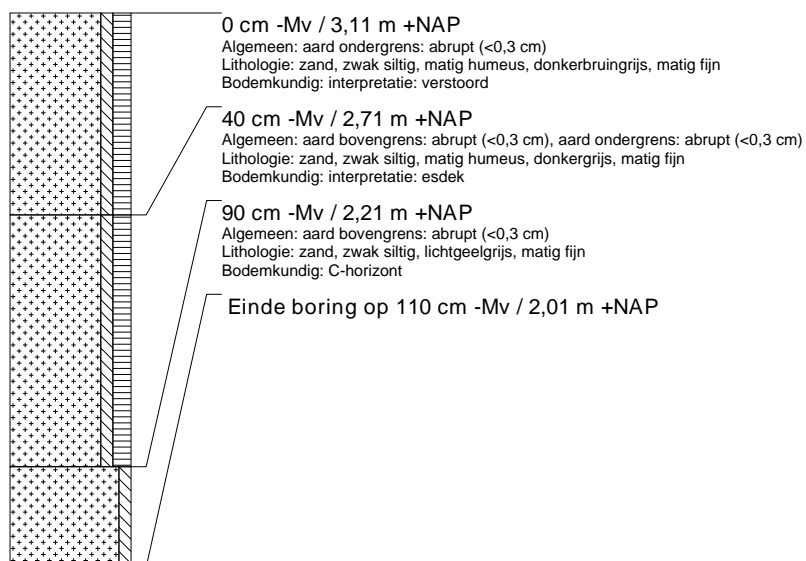 0 cm -Mv / 3,11 m +NAP
Algemeen: aard ondergrens: abrupt (<0,3 cm)
Lithologie: zand, zwak siltig, matig humeus, donkerbruingrijs, matig fijn
Bodemkundig: interpretatie: verstoord
40 cm -Mv / 2,71 m +NAP
Algemeen: aard bovengrens: abrupt (<0,3 cm), aard ondergrens: abrupt (<0,3 cm)
Lithologie: zand, zwak siltig, matig humeus, donkergrijs, matig fijn
Bodemkundig: interpretatie: esdek
90 cm -Mv / 2,21 m +NAP
Algemeen: aard bovengrens: abrupt (<0,3 cm)
Lithologie: zand, zwak siltig, lichtgeelgrijs, matig fijn
Bodemkundig: C-horizont
Einde boring op 110 cm -Mv / 2,01 m +NAP